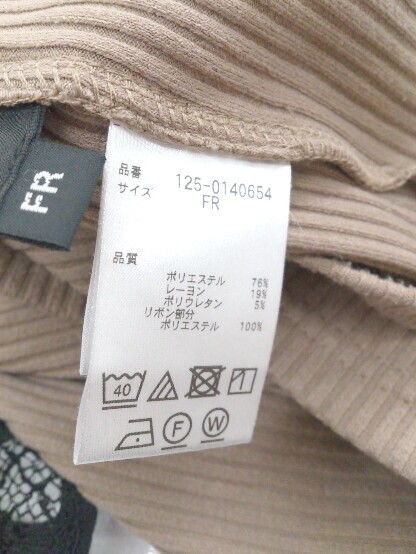 FR
品番 125-0140654
サイズ FR
品質
ポリエステル 76%
レーヨン 19%
ポリウレタン 5%
リボン部分
ポリエステル 100%
40
F W